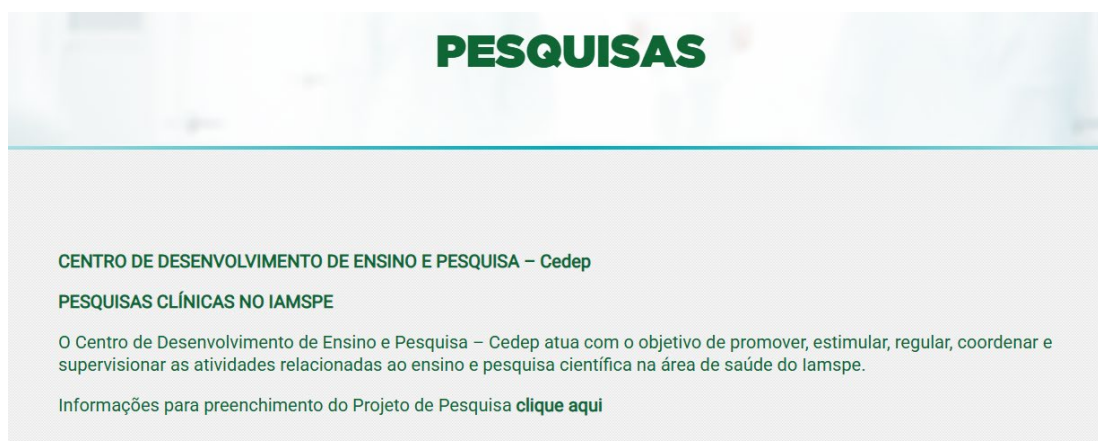 PESQUISAS
CENTRO DE DESENVOLVIMENTO DE ENSINO E PESQUISA – Cedep
PESQUISAS CLÍNICAS NO IAMSPE
O Centro de Desenvolvimento de Ensino e Pesquisa – Cedep atua com o objetivo de promover, estimular, regular, coordenar e
supervisionar as atividades relacionadas ao ensino e pesquisa científica na área de saúde do Iamspe.
Informações para preenchimento do Projeto de Pesquisa clique aqui